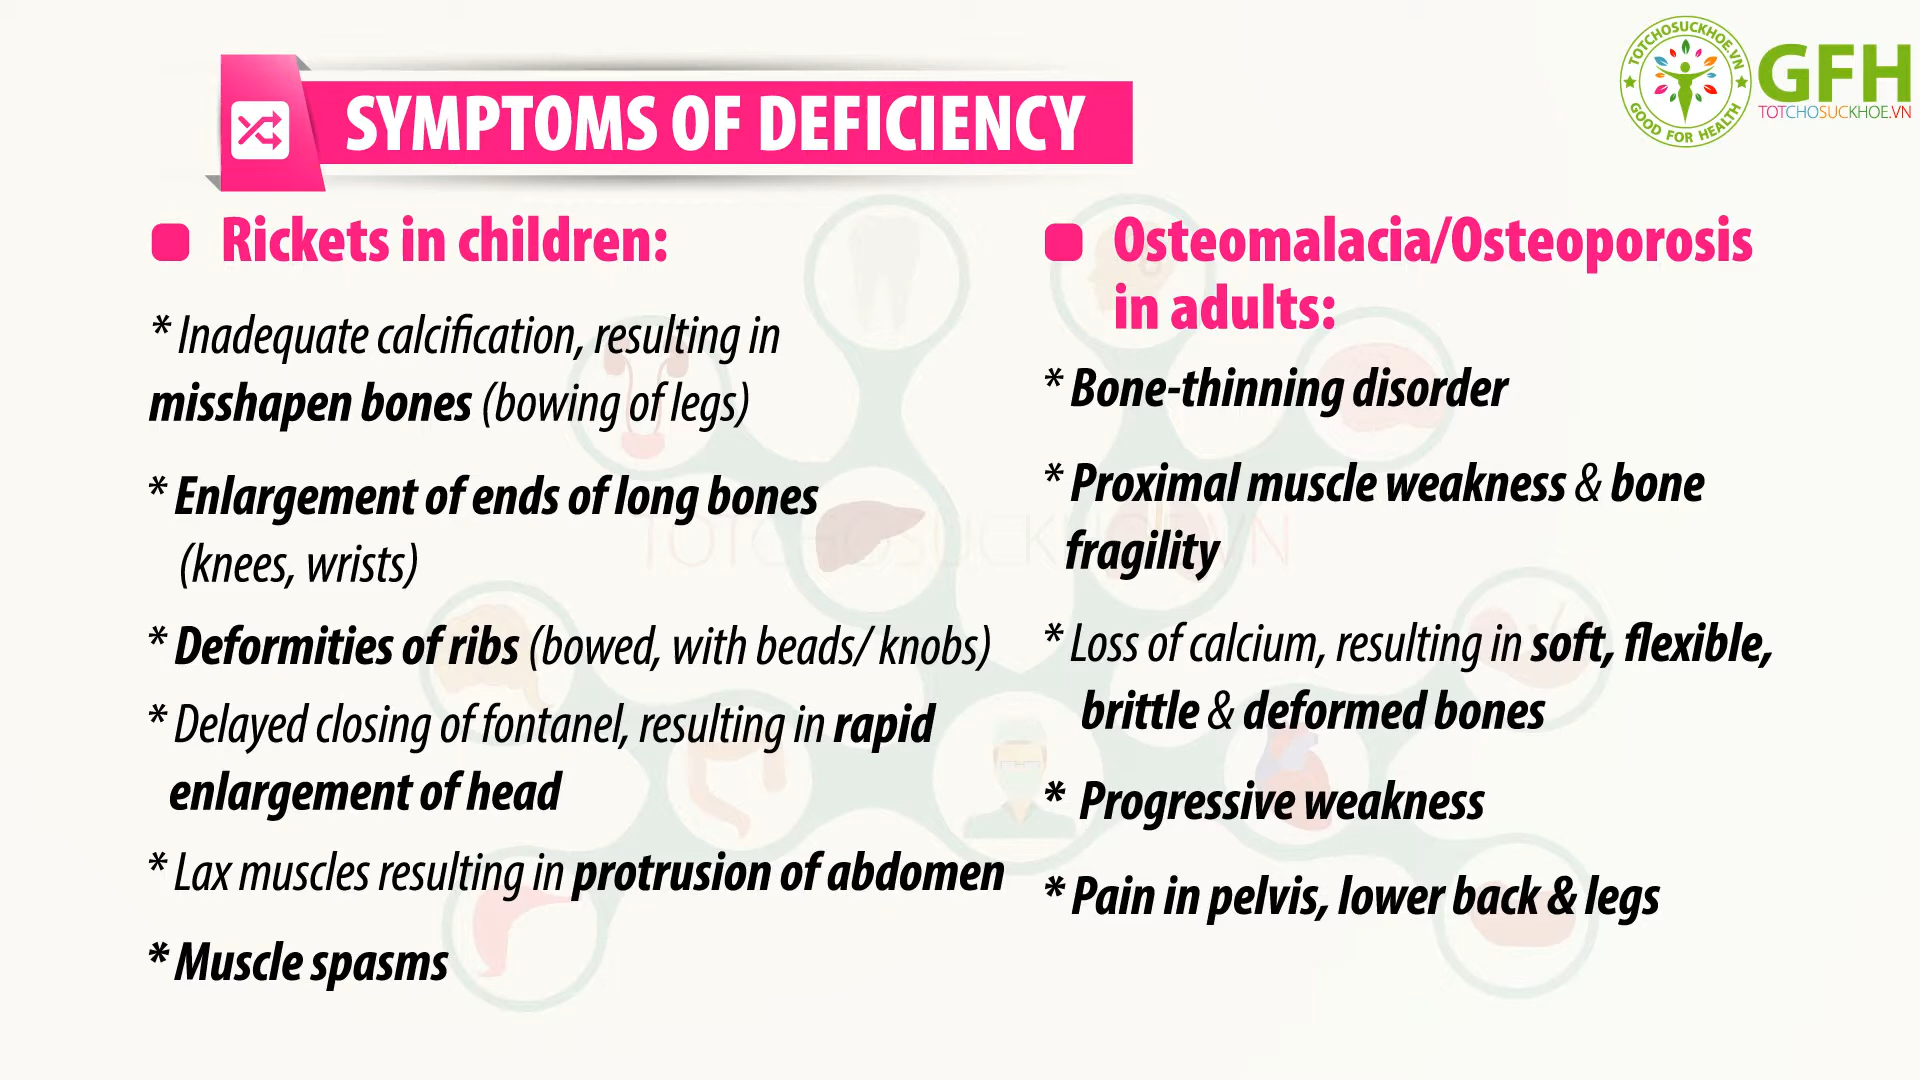 SYMPTOMS OF DEFICIENCY
TOTCHOSUCKHOE.VN
GOOD FOR HEALTH
GFH
TOTCHOSUCKHOE.VN
Rickets in children:
* Inadequate calcification, resulting in
misshapen bones (bowing of legs)
* Enlargement of ends of long bones
(knees, wrists)
* Deformities of ribs (bowed, with beads/ knobs)
* Delayed closing of fontanel, resulting in rapid
enlargement of head
* Lax muscles resulting in protrusion of abdomen
* Muscle spasms
Osteomalacia/Osteoporosis
in adults:
* Bone-thinning disorder
* Proximal muscle weakness & bone
fragility
* Loss of calcium, resulting in soft, flexible,
brittle & deformed bones
* Progressive weakness
* Pain in pelvis, lower back & legs
TOTCHOSUCKHOE.VN